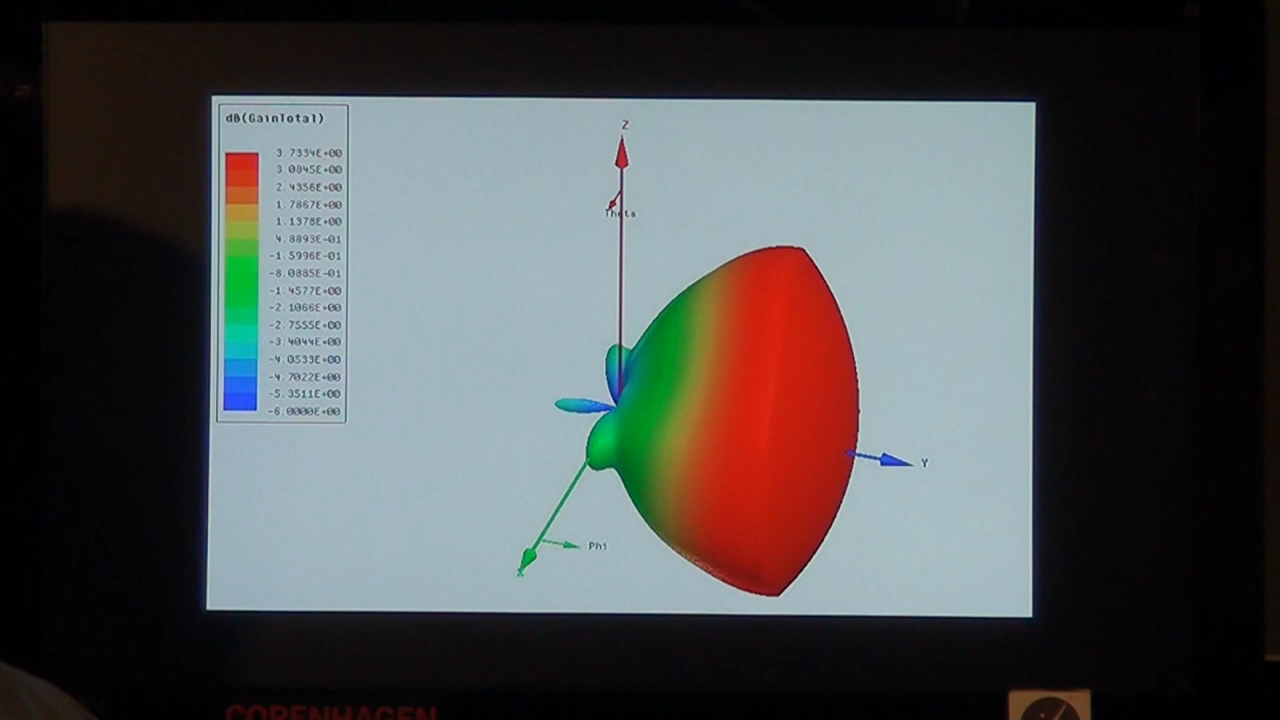 dB(GainTotal)
3.7334E+00
3.0845E+00
2.4356E+00
1.7867E+00
1.1378E+00
4.8893E-01
-1.5996E-01
-8.0885E-01
-1.4577E+00
-2.1066E+00
-2.7555E+00
-3.4044E+00
-4.0533E+00
-4.7022E+00
-5.3511E+00
-6.0000E+00
Z
Theta
Y
Phi
X
COPENHAGEN